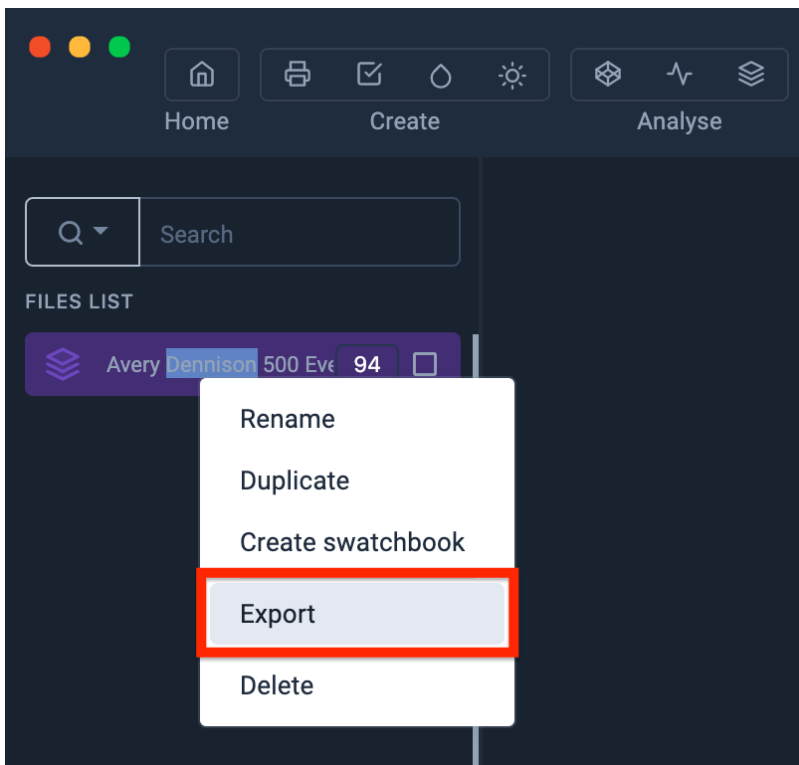 Home
Create
Analyse
Search
FILES LIST
Avery Dennison 500 Eve 94
Rename
Duplicate
Create swatchbook
Export
Delete